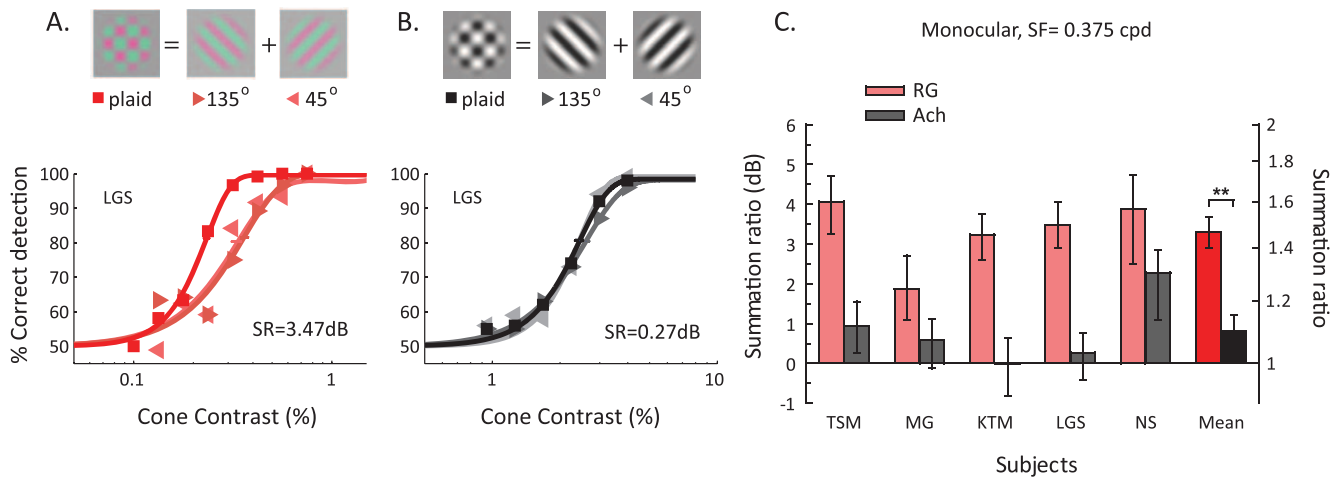 A.
= +
plaid 135° 45°
B.
= +
plaid 135° 45°
C.
Monocular, SF= 0.375 cpd
RG
Ach
% Correct detection
100
90
80
70
60
50
LGS
SR=3.47dB
0.1 1
Cone Contrast (%)
100
90
80
70
60
50
LGS
SR=0.27dB
1 10
Cone Contrast (%)
Summation ratio (dB)
6
5
4
3
2
1
0
-1
**
2
1.8
1.6
1.4
1.2
1
Summation ratio
TSM MG KTM LGS NS Mean
Subjects